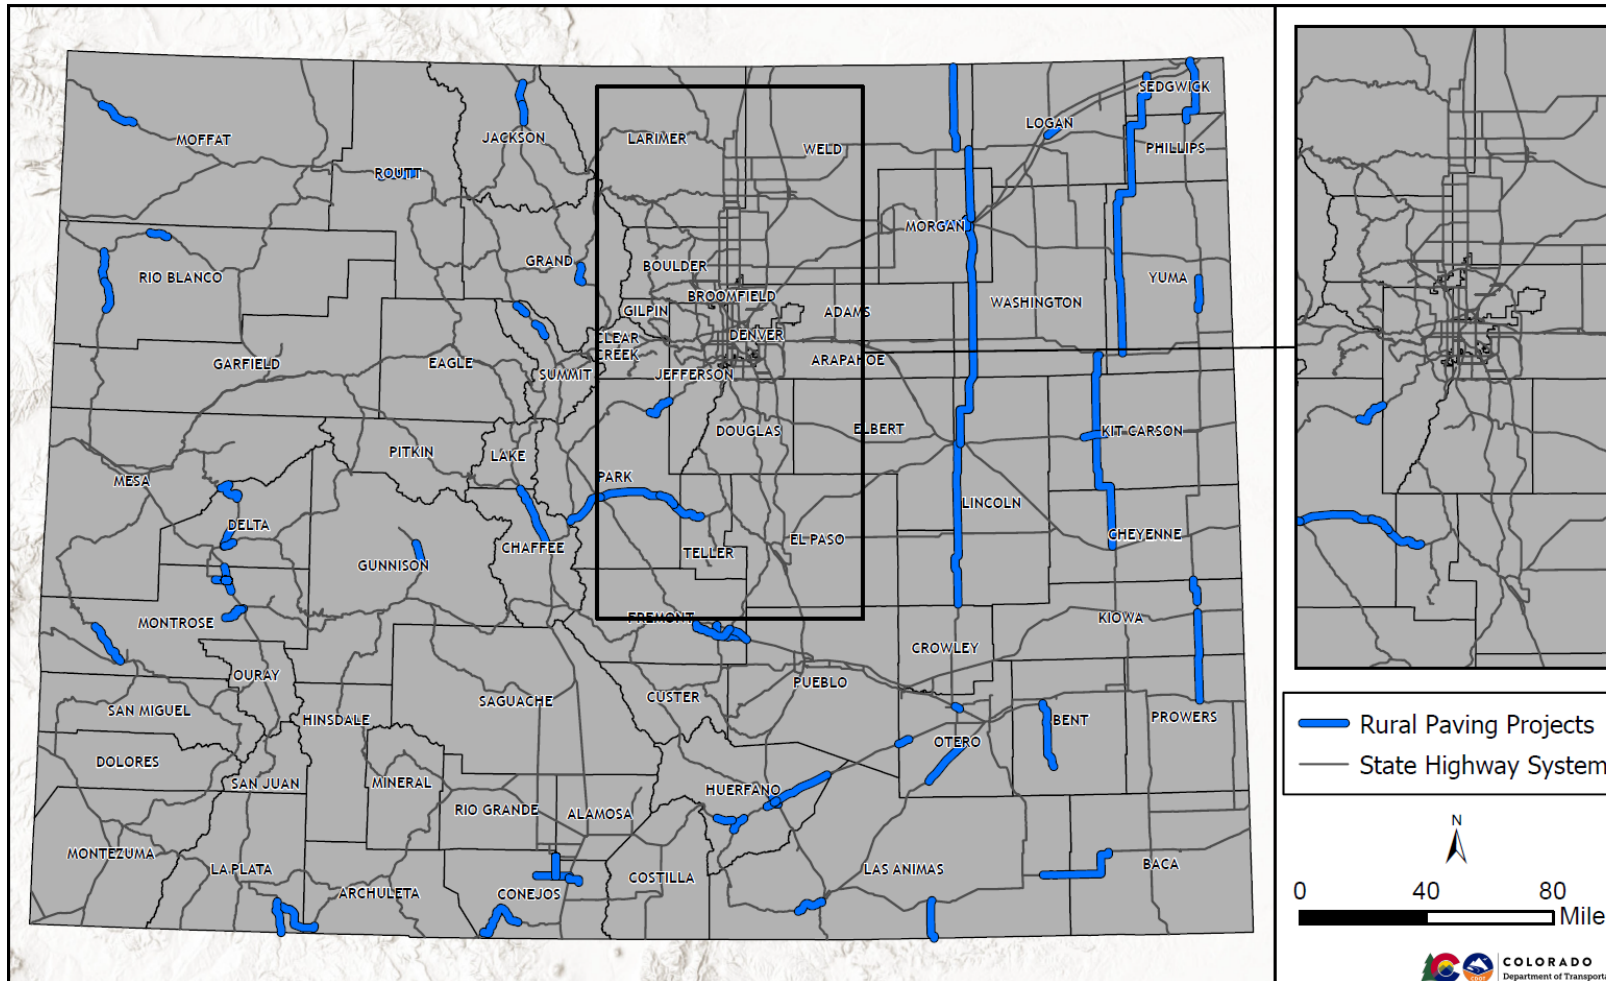 SEDGWICK
LOGAN
MOFFAT
JACKSON
LARIMER
WELD
PHILLIPS
ROUTT
MORGAN
GRAND
BOULDER
RIO BLANCO
YUMA
BROOMFIELD
WASHINGTON
GILPIN
ADAMS
CLEAR
CREEK
DENVER
GARFIELD
EAGLE
SUMMIT
JEFFERSON
ARAPAHOE
DOUGLAS
ELBERT
KIT CARSON
PITKIN
LAKE
MESA
PARK
LINCOLN
DELTA
CHAFFEE
TELLER
EL PASO
CHEYENNE
GUNNISON
MONTROSE
FREMONT
KIOWA
CROWLEY
OURAY
PUEBLO
SAN MIGUEL
HINSDALE
SAGUACHE
CUSTER
BENT
PROWERS
OTERO
DOLORES
SAN JUAN
MINERAL
HUERFANO
RIO GRANDE
ALAMOSA
MONTEZUMA
LA PLATA
ARCHULETA
CONEJOS
COSTILLA
LAS ANIMAS
BACA
Rural Paving Projects
State Highway System
N
0 40 80
Mile
COLORADO
Department of Transporta